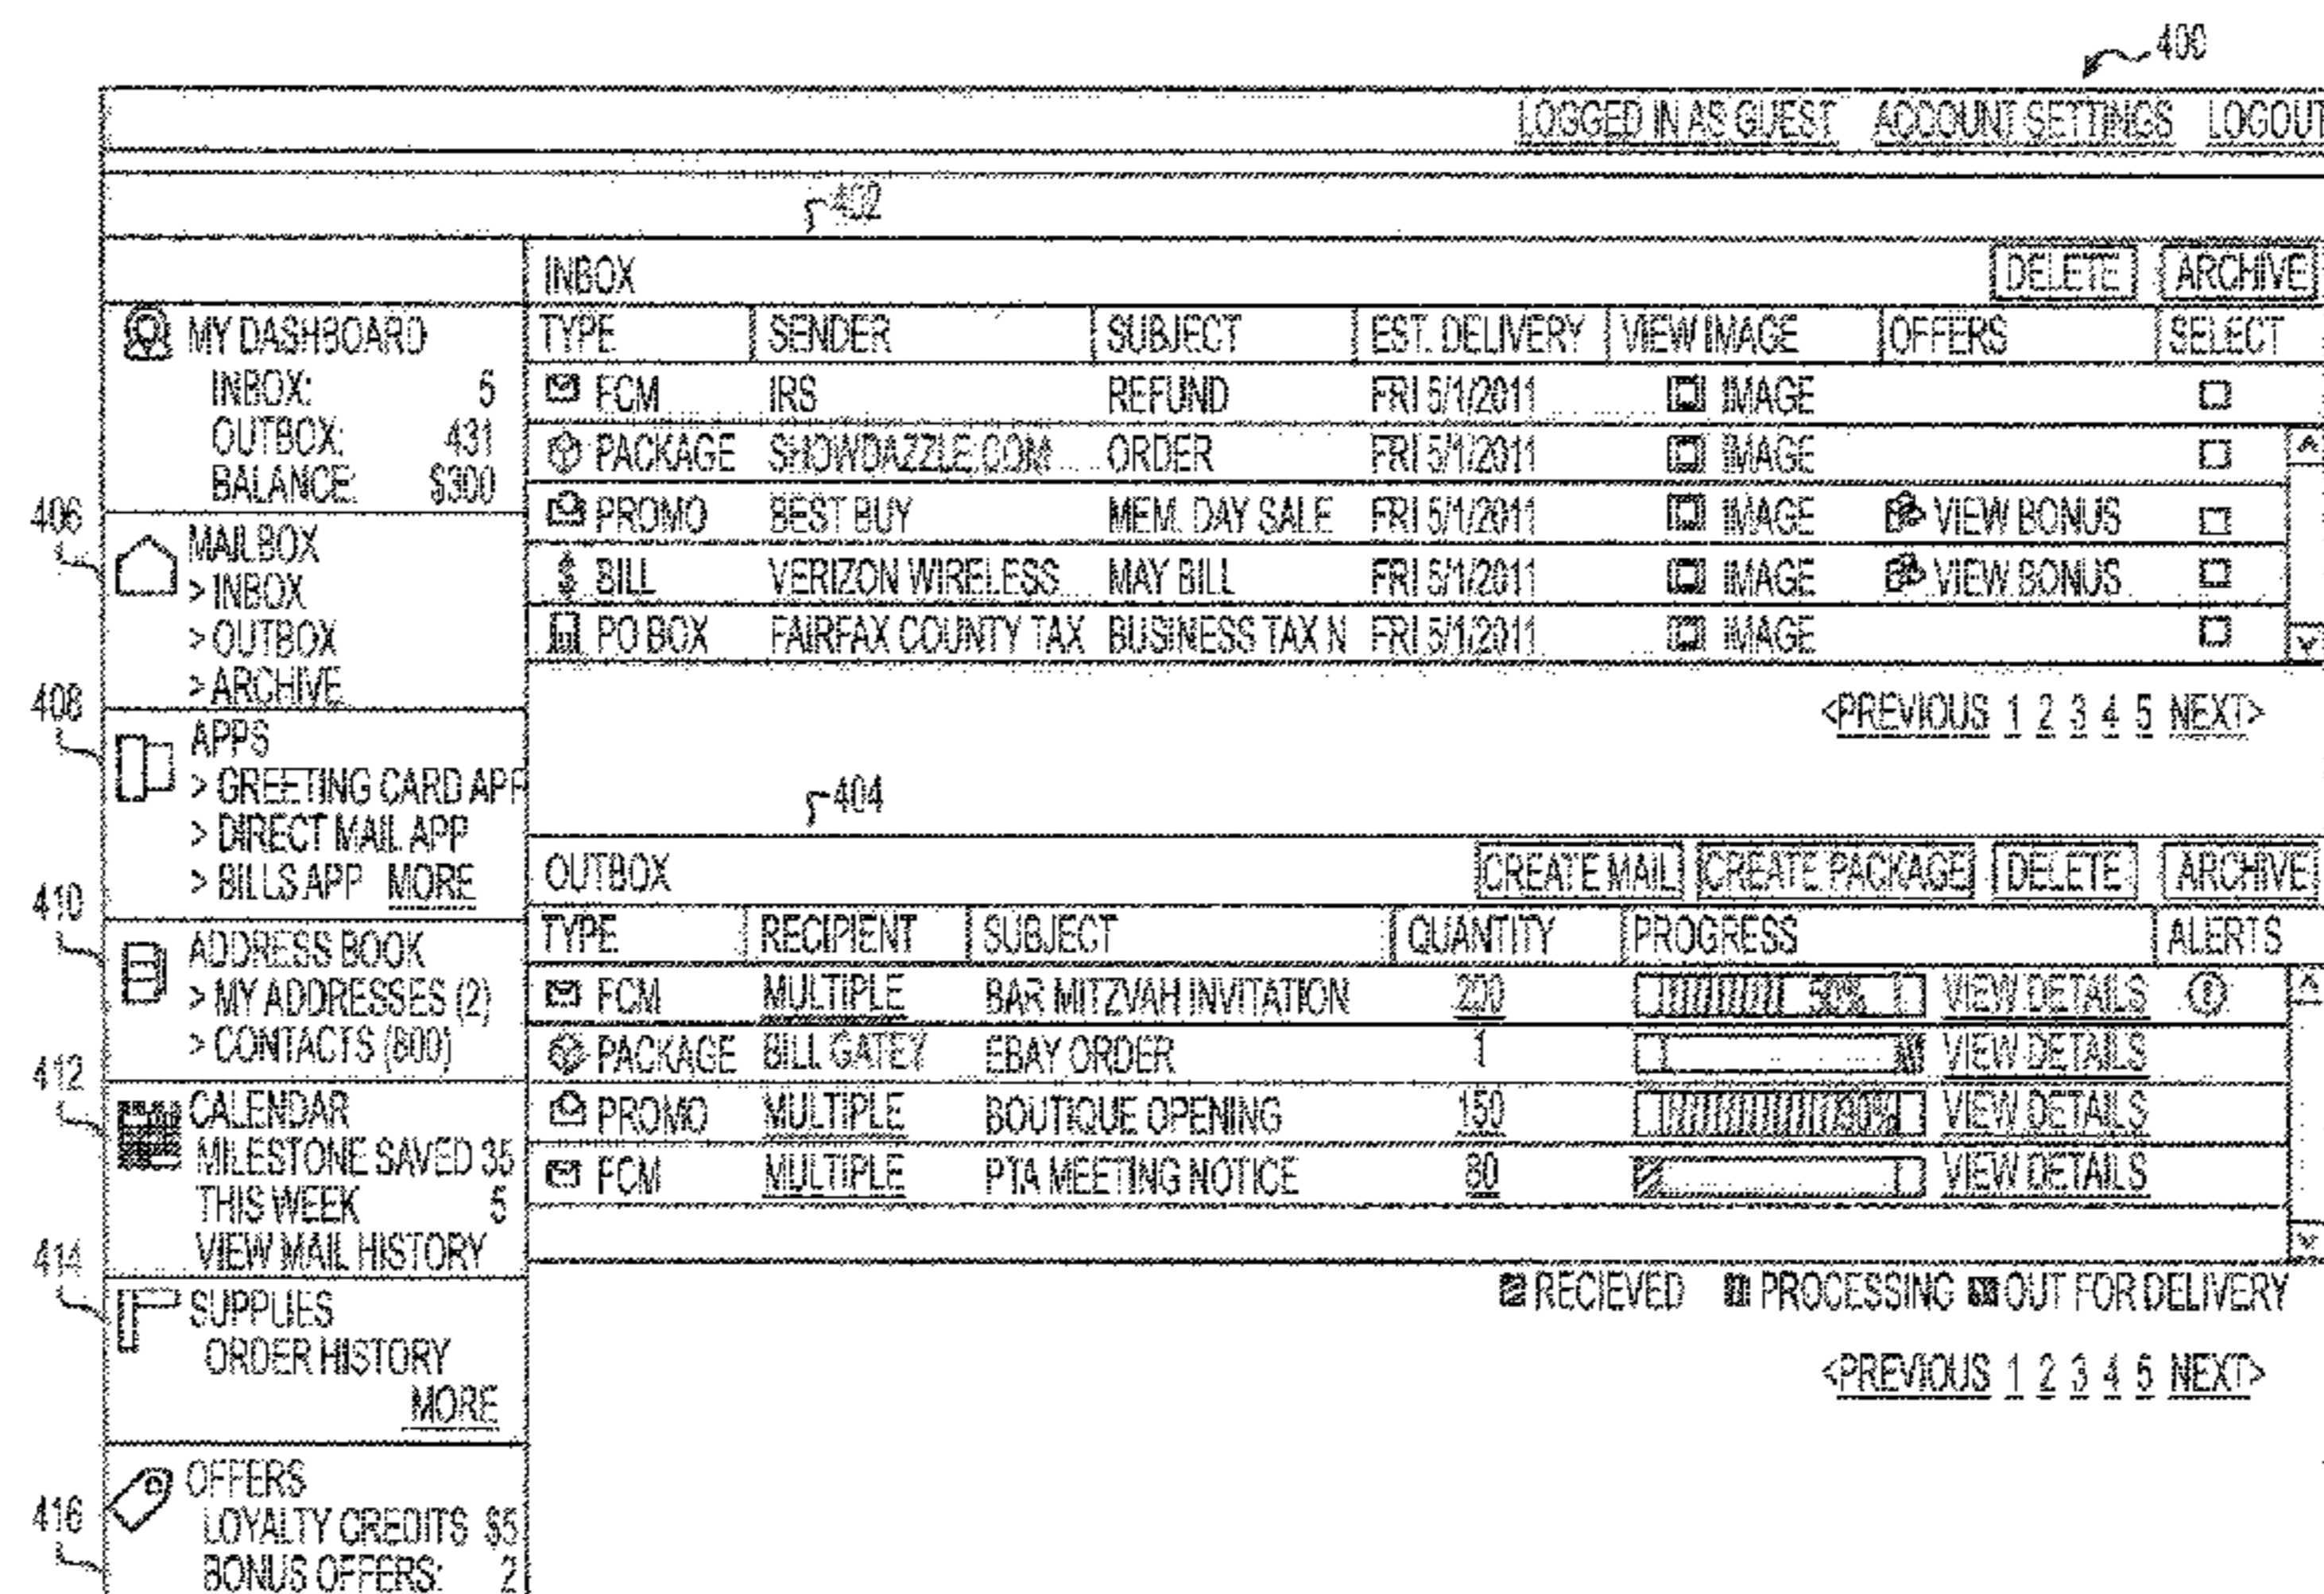 400
LOGGED IN AS GUEST ACCOUNT SETTINGS LOGOUT
402
INBOX DELETE ARCHIVE
MY DASHBOARD
INBOX: 5
OUTBOX: 431
BALANCE: $300
TYPE SENDER SUBJECT EST. DELIVERY VIEW IMAGE OFFERS SELECT
FCM IRS REFUND FRI 5/1/2011 IMAGE
PACKAGE SHOWDAZZLE.COM ORDER FRI 5/1/2011 IMAGE
PROMO BEST BUY MEM. DAY SALE FRI 5/1/2011 IMAGE VIEW BONUS
BILL VERIZON WIRELESS MAY BILL FRI 5/1/2011 IMAGE VIEW BONUS
PO BOX FAIRFAX COUNTY TAX BUSINESS TAX N FRI 5/1/2011 IMAGE
<PREVIOUS 1 2 3 4 5 NEXT>
406
MAILBOX
> INBOX
> OUTBOX
> ARCHIVE
408
APPS
> GREETING CARD APP
> DIRECT MAIL APP
> BILLS APP MORE
404
OUTBOX CREATE MAIL CREATE PACKAGE DELETE ARCHIVE
TYPE RECIPIENT SUBJECT QUANTITY PROGRESS ALERTS
FCM MULTIPLE BAR MITZVAH INVITATION 200 50% VIEW DETAILS
PACKAGE BILL GATEY EBAY ORDER 1 VIEW DETAILS
PROMO MULTIPLE BOUTIQUE OPENING 150 VIEW DETAILS
FCM MULTIPLE PTA MEETING NOTICE 80 VIEW DETAILS
RECIEVED PROCESSING OUT FOR DELIVERY
<PREVIOUS 1 2 3 4 5 NEXT>
410
ADDRESS BOOK
> MY ADDRESSES (2)
> CONTACTS (800)
412
CALENDAR
MILESTONE SAVED 35
THIS WEEK 5
VIEW MAIL HISTORY
414
SUPPLIES
ORDER HISTORY
MORE
416
OFFERS
LOYALTY CREDITS $5
BONUS OFFERS: 2